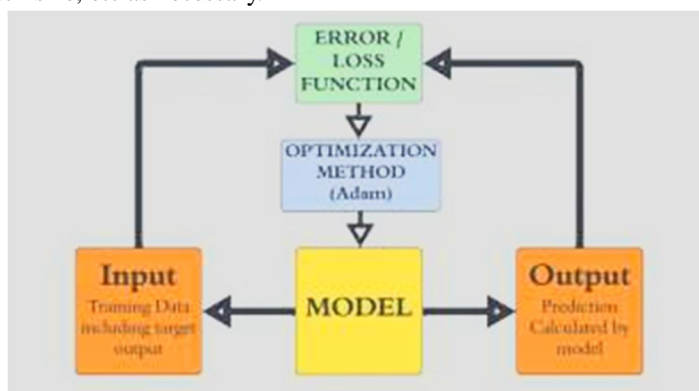 ERROR /
LOSS
FUNCTION
OPTIMIZATION
METHOD
(Adam)
Input
Training Data
including target
output
MODEL
Output
Prediction
Calculated by
model